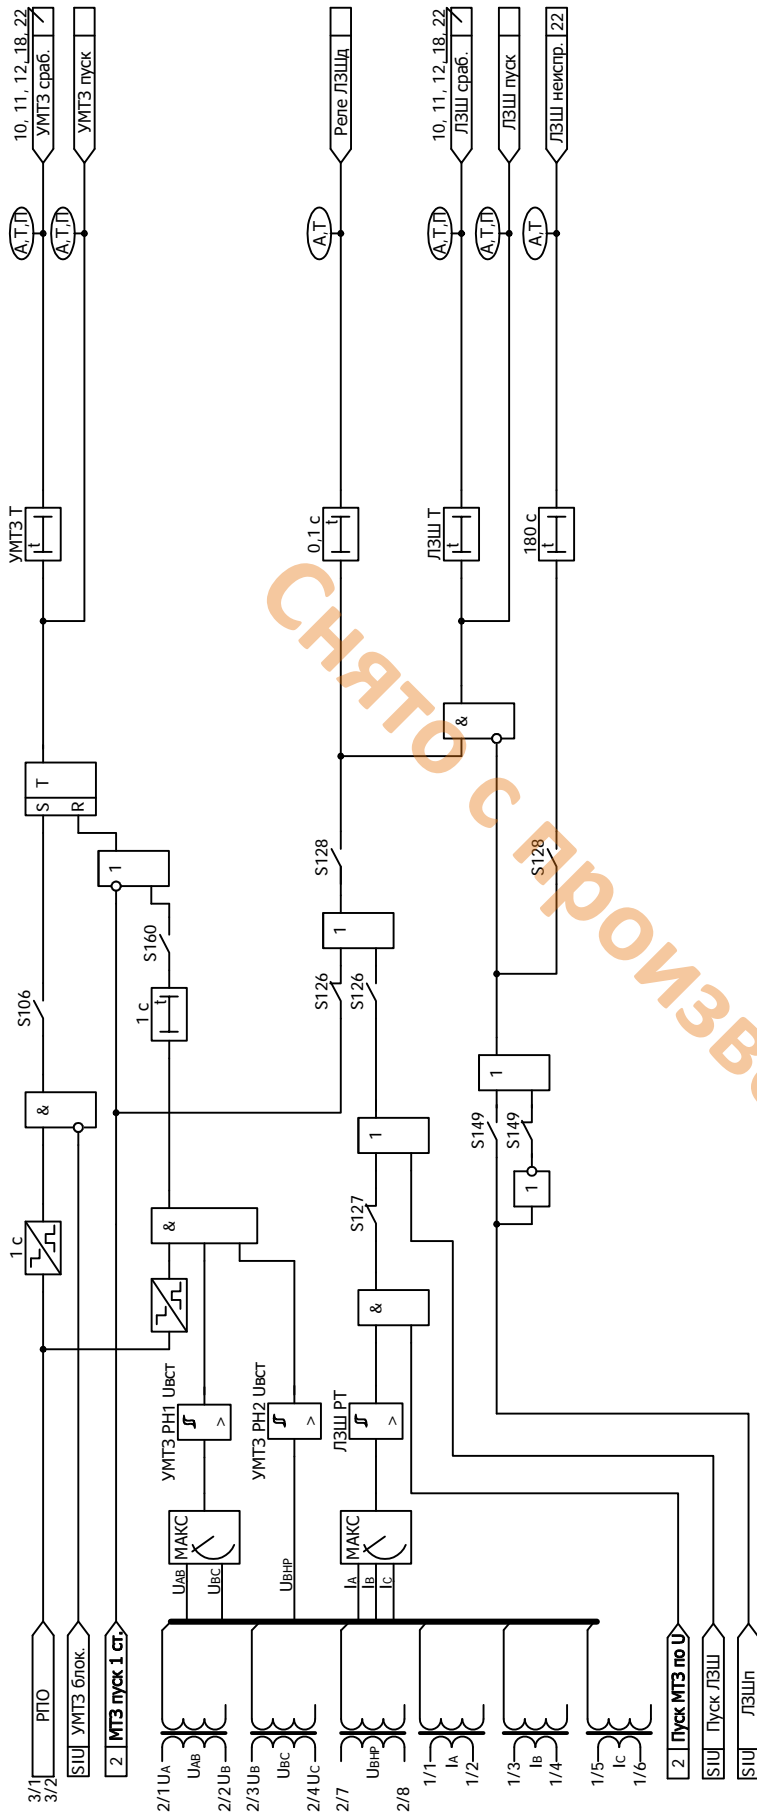 10, 11, 12, 18, 22
УМТЗ сраб.
УМТЗ пуск
Реле ЛЗШд
10, 11, 12, 18, 22
ЛЗШ сраб.
ЛЗШ пуск
ЛЗШ неиспр. 22
А,Т,П
А,Т,П
А,Т
А,Т,П
А,Т,П
А,Т
УМТЗ Т
t
0,1 с
t
ЛЗШ Т
t
180 с
t
&
S T
R
1
S128
S128
1
S160
S126
S126
S106
1 с
t
1
&
1
S149
S149
1
S127
1 с
&
&
УМТЗ РН1 Uвст
>
УМТЗ РН2 Uвст
>
ЛЗШ РТ
>
МАКС
МАКС
UAB
UBC
Uвнр
IA
IB
IC
3/1
3/2
РПО
SIU УМТЗ блок.
2 МТЗ пуск 1 ст.
2/1 UA
UAB
2/2 UB
2/3 UB
UBC
2/4 UC
2/7
Uвнр
2/8
1/1
IA
1/2
1/3
IB
1/4
1/5
IC
1/6
2 Пуск МТЗ по U
SIU Пуск ЛЗШ
SIU ЛЗШп
Снято с произво